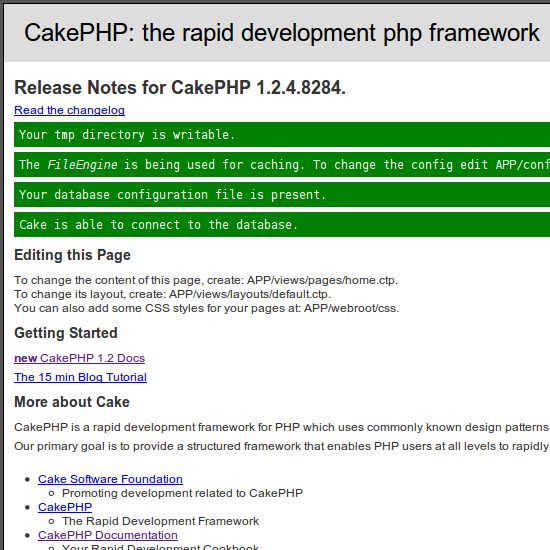 CakePHP: the rapid development php framework
Release Notes for CakePHP 1.2.4.8284.
Read the changelog
Your tmp directory is writable.
The FileEngine is being used for caching. To change the config edit APP/conf
Your database configuration file is present.
Cake is able to connect to the database.
Editing this Page
To change the content of this page, create: APP/views/pages/home.ctp.
To change its layout, create: APP/views/layouts/default.ctp.
You can also add some CSS styles for your pages at: APP/webroot/css.
Getting Started
new CakePHP 1.2 Docs
The 15 min Blog Tutorial
More about Cake
CakePHP is a rapid development framework for PHP which uses commonly known design patterns
Our primary goal is to provide a structured framework that enables PHP users at all levels to rapidly
Cake Software Foundation
Promoting development related to CakePHP
CakePHP
The Rapid Development Framework
CakePHP Documentation
Your Rapid Development Cookbook